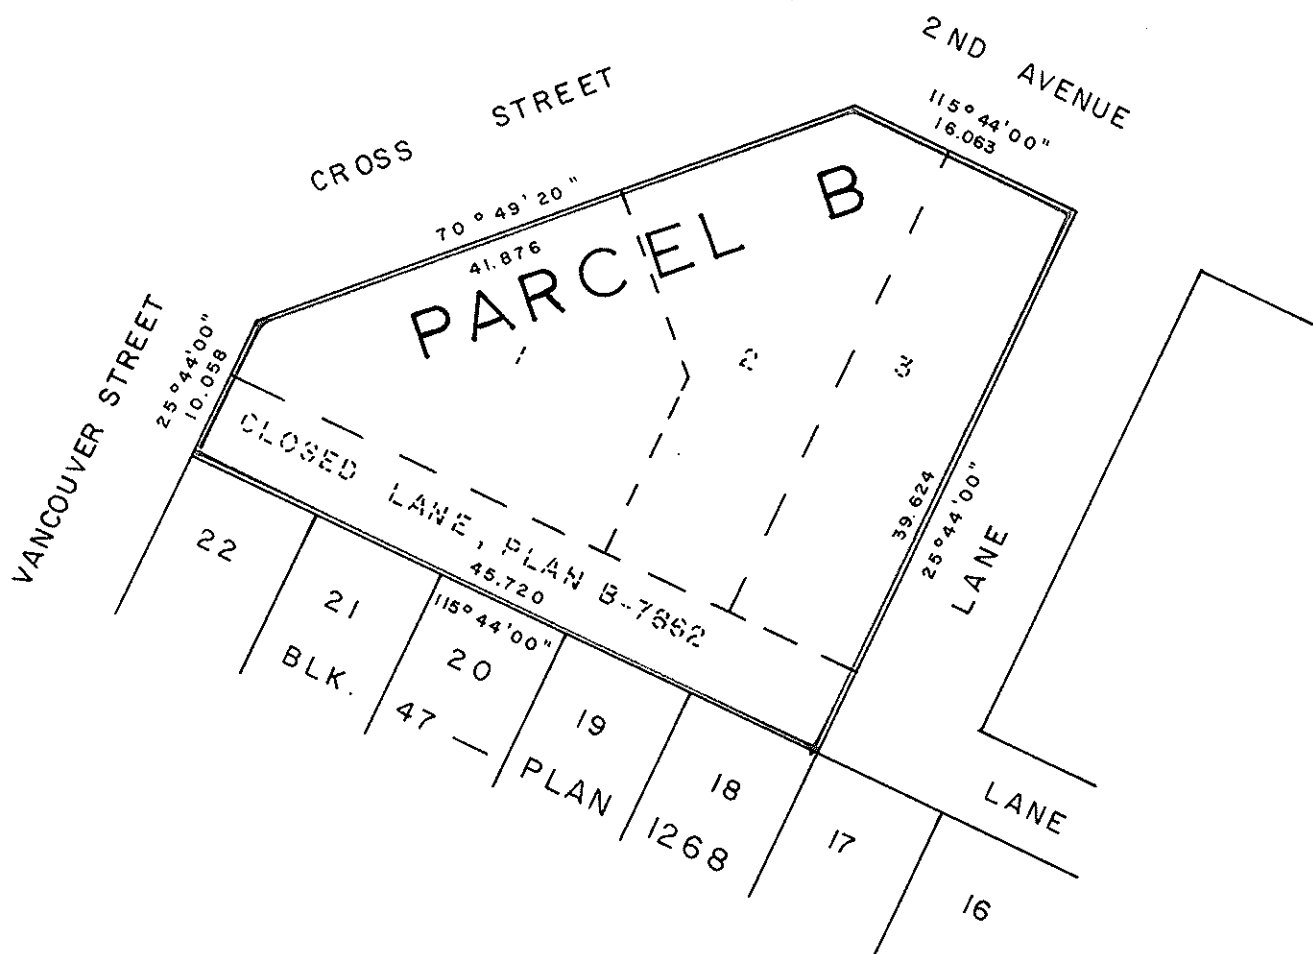 2ND AVENUE
115°44'00"
16.063
CROSS STREET
70°49'20"
41.876
PARCEL B
VANCOUVER STREET
25°44'00"
10.058
1
2
3
CLOSED LANE, PLAN B-7862
45.720
115°44'00"
39.624
25°44'00"
LANE
LANE
22
21
20
19
18
17
16
BLK. 47 — PLAN 1268